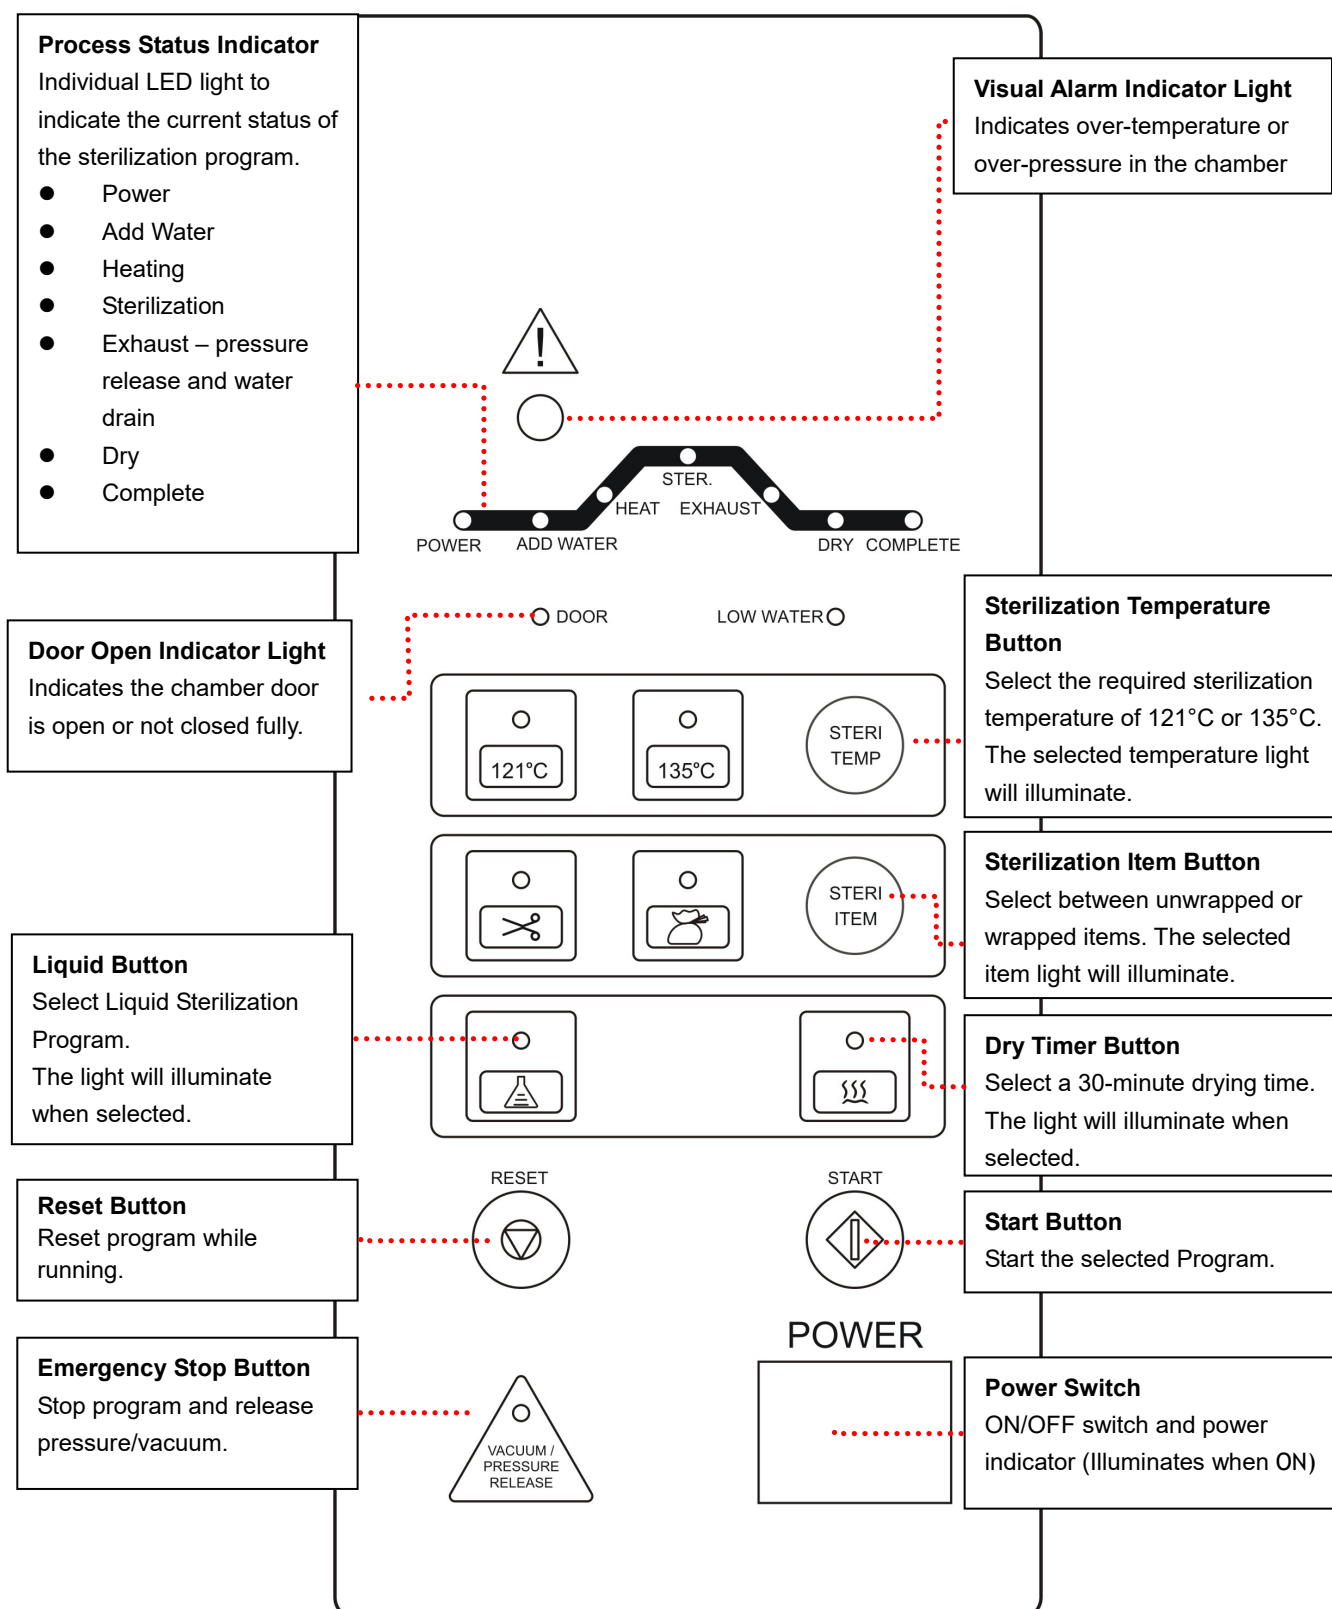 Process Status Indicator
Individual LED light to
indicate the current status of
the sterilization program.
● Power
● Add Water
● Heating
● Sterilization
● Exhaust – pressure
release and water
drain
● Dry
● Complete
Visual Alarm Indicator Light
Indicates over-temperature or
over-pressure in the chamber
!
STER.
HEAT EXHAUST
POWER ADD WATER DRY COMPLETE
DOOR LOW WATER
Door Open Indicator Light
Indicates the chamber door
is open or not closed fully.
121°C 135°C
STERI
TEMP
Sterilization Temperature
Button
Select the required sterilization
temperature of 121°C or 135°C.
The selected temperature light
will illuminate.
STERI
ITEM
Sterilization Item Button
Select between unwrapped or
wrapped items. The selected
item light will illuminate.
Liquid Button
Select Liquid Sterilization
Program.
The light will illuminate
when selected.
Dry Timer Button
Select a 30-minute drying time.
The light will illuminate when
selected.
RESET START
Reset Button
Reset program while
running.
Start Button
Start the selected Program.
POWER
Emergency Stop Button
Stop program and release
pressure/vacuum.
VACUUM /
PRESSURE
RELEASE
Power Switch
ON/OFF switch and power
indicator (Illuminates when ON)